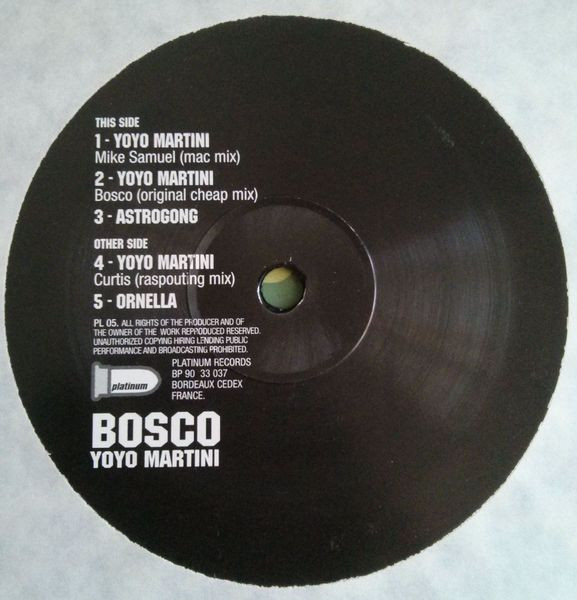 THIS SIDE
1 - YOYO MARTINI
Mike Samuel (mac mix)
2 - YOYO MARTINI
Bosco (original cheap mix)
3 - ASTROGONG
OTHER SIDE
4 - YOYO MARTINI
Curtis (raspouting mix)
5 - ORNELLA
PL 05. ALL RIGHTS OF THE PRODUCER AND OF
THE OWNER OF THE WORK REPPODUCED RESERVED.
UNAUTHORIZED COPYING HIRING LENDING PUBLIC
PERFORMANCE AND BROADCASTING PROHIBITED.
platinum
PLATINUM RECORDS
BP 90 33 037
BORDEAUX CEDEX
FRANCE.
BOSCO
YOYO MARTINI